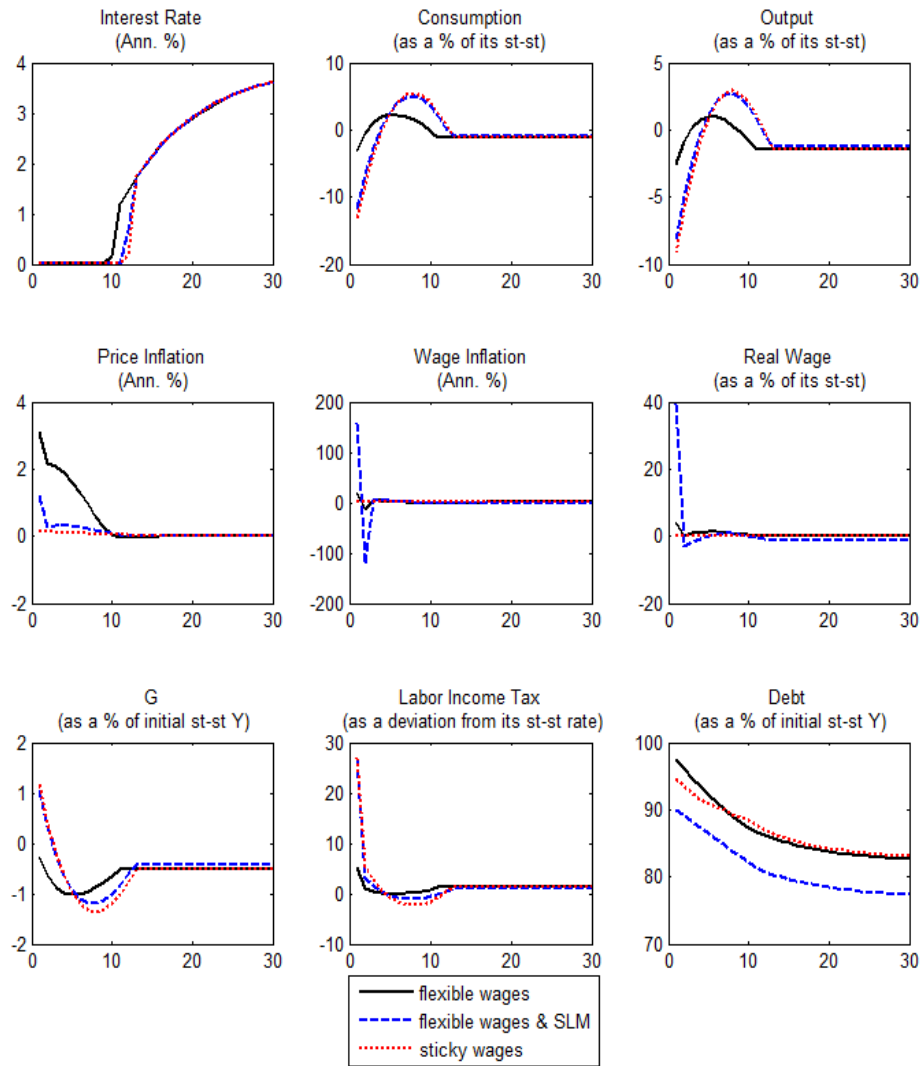 Interest Rate
(Ann. %)
4
3
2
1
0
0 10 20 30
Consumption
(as a % of its st-st)
10
0
-10
-20
0 10 20 30
Output
(as a % of its st-st)
5
0
-5
-10
0 10 20 30
Price Inflation
(Ann. %)
4
2
0
-2
0 10 20 30
Wage Inflation
(Ann. %)
200
100
0
-100
-200
0 10 20 30
Real Wage
(as a % of its st-st)
40
20
0
-20
0 10 20 30
G
(as a % of initial st-st Y)
2
1
0
-1
-2
0 10 20 30
Labor Income Tax
(as a deviation from its st-st rate)
30
20
10
0
-10
0 10 20 30
Debt
(as a % of initial st-st Y)
100
90
80
70
0 10 20 30
flexible wages
flexible wages & SLM
sticky wages